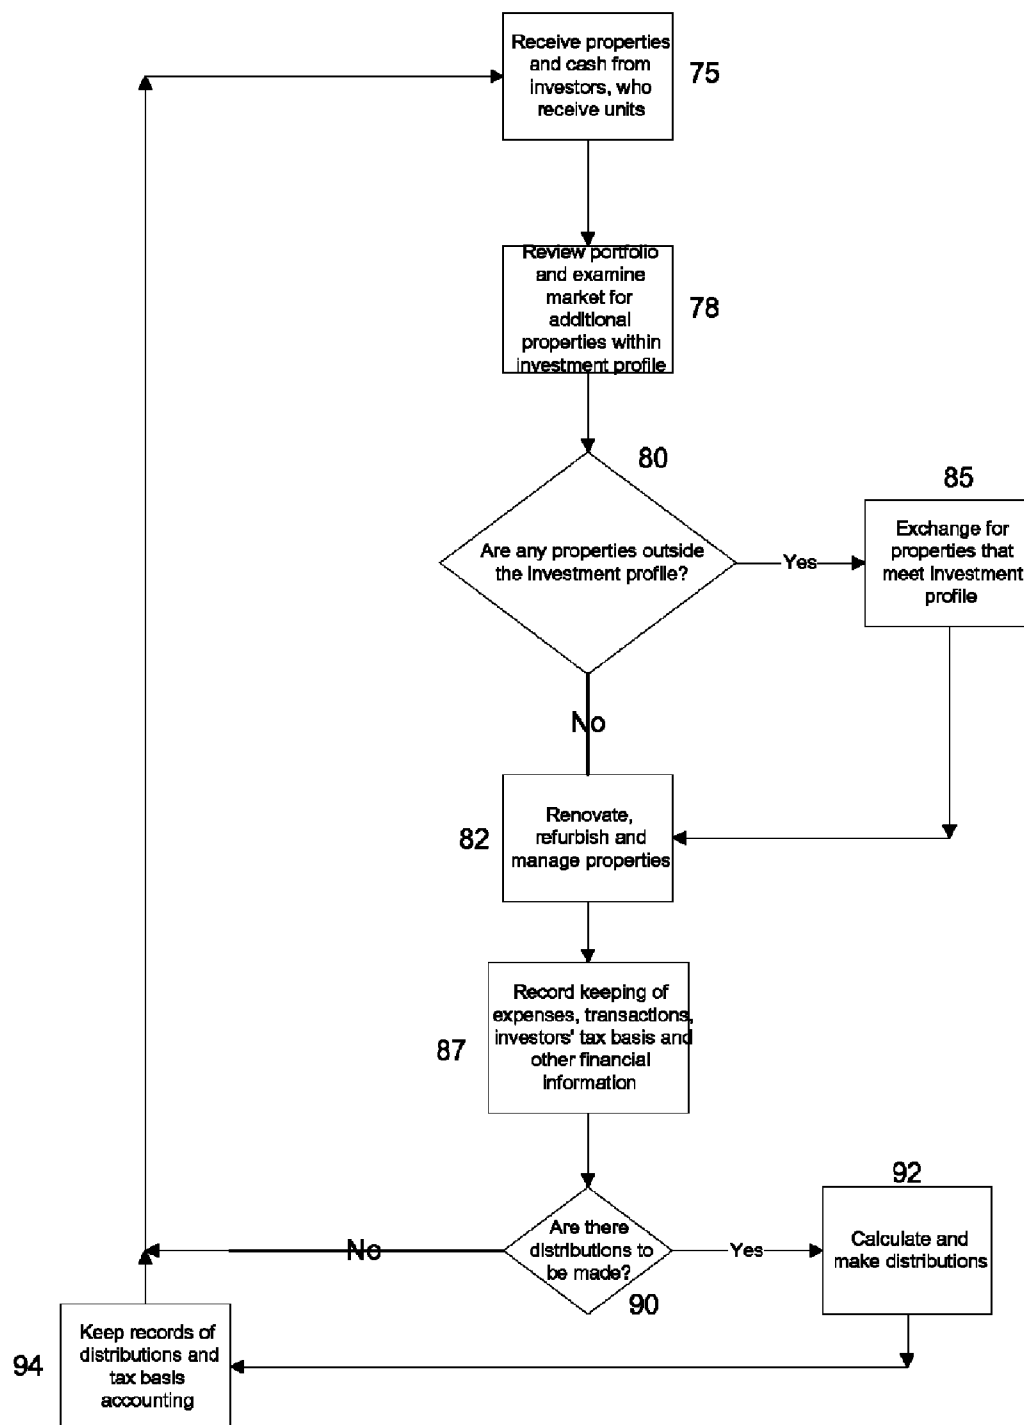 Receive properties
and cash from
investors, who
receive units
75
Review portfolio
and examine
market for
additional
properties within
investment profile
78
80
Are any properties outside
the investment profile?
Yes
85
Exchange for
properties that
meet investment
profile
No
82
Renovate,
refurbish and
manage properties
87
Record keeping of
expenses, transactions,
investors' tax basis and
other financial
information
Are there
distributions to
be made?
90
No
Yes
92
Calculate and
make distributions
94
Keep records of
distributions and
tax basis
accounting